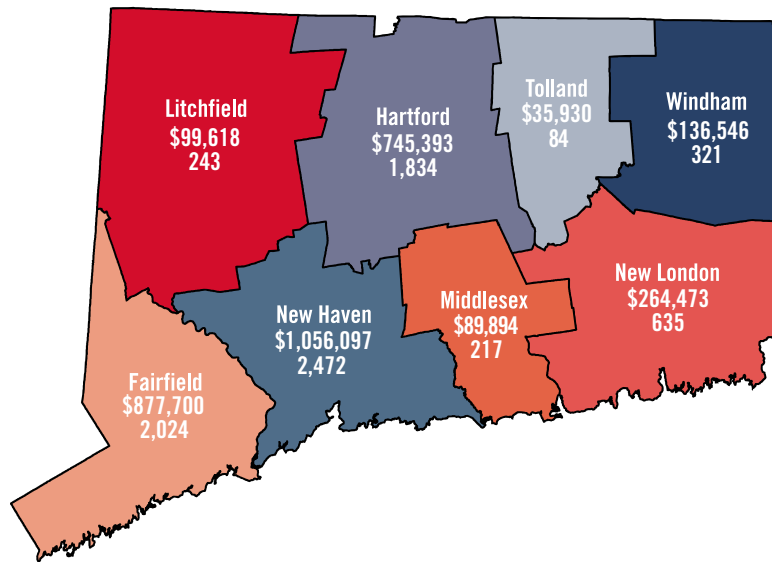 Litchfield
$99,618
243
Hartford
$745,393
1,834
Tolland
$35,930
84
Windham
$136,546
321
New Haven
$1,056,097
2,472
Middlesex
$89,894
217
New London
$264,473
635
Fairfield
$877,700
2,024